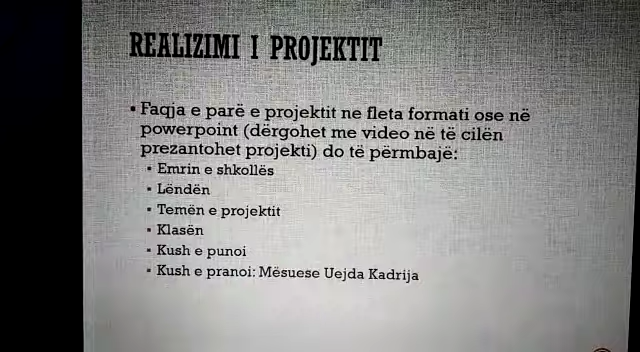 REALIZIMI I PROJEKTIT
▪ Faqja e parë e projektit ne fleta formati ose në
powerpoint (dërgohet me video në të cilën
prezantohet projekti) do të përmbajë:
▪ Emrin e shkollës
▪ Lëndën
▪ Temën e projektit
▪ Klasën
▪ Kush e punoi
▪ Kush e pranoi: Mësuese Uejda Kadrija